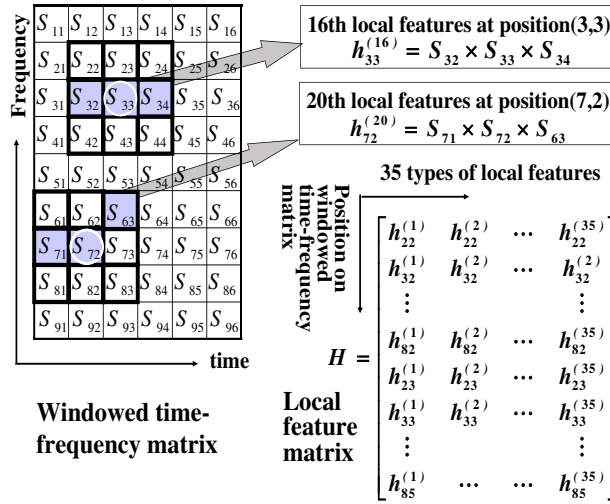 Frequency
S11 S12 S13 S14 S15 S16
S21 S22 S23 S24 S25 S26
S31 S32 S33 S34 S35 S36
S41 S42 S43 S44 S45 S46
S51 S52 S53 S54 S55 S56
S61 S62 S63 S64 S65 S66
S71 S72 S73 S74 S75 S76
S81 S82 S83 S84 S85 S86
S91 S92 S93 S94 S95 S96
time
Windowed time-
frequency matrix
16th local features at position(3,3)
h33(16) = S32 × S33 × S34
20th local features at position(7,2)
h72(20) = S71 × S72 × S63
35 types of local features
Position on
windowed
time-frequency
matrix
H =
h22(1) h22(2) ⋯ h22(35)
h32(1) h32(2) ⋯ h32(2)
⋮ ⋮
h82(1) h82(2) ⋯ h82(35)
h23(1) h23(2) ⋯ h23(35)
h33(1) h33(2) ⋯ h33(35)
⋮ ⋮
h85(1) ⋯ ⋯ h85(35)
Local
feature
matrix